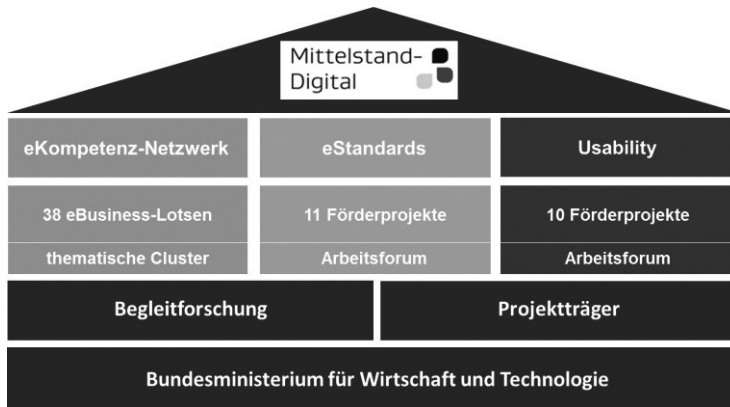 Mittelstand-
Digital
eKompetenz-Netzwerk
eStandards
Usability
38 eBusiness-Lotsen
11 Förderprojekte
10 Förderprojekte
thematische Cluster
Arbeitsforum
Arbeitsforum
Begleitforschung
Projektträger
Bundesministerium für Wirtschaft und Technologie